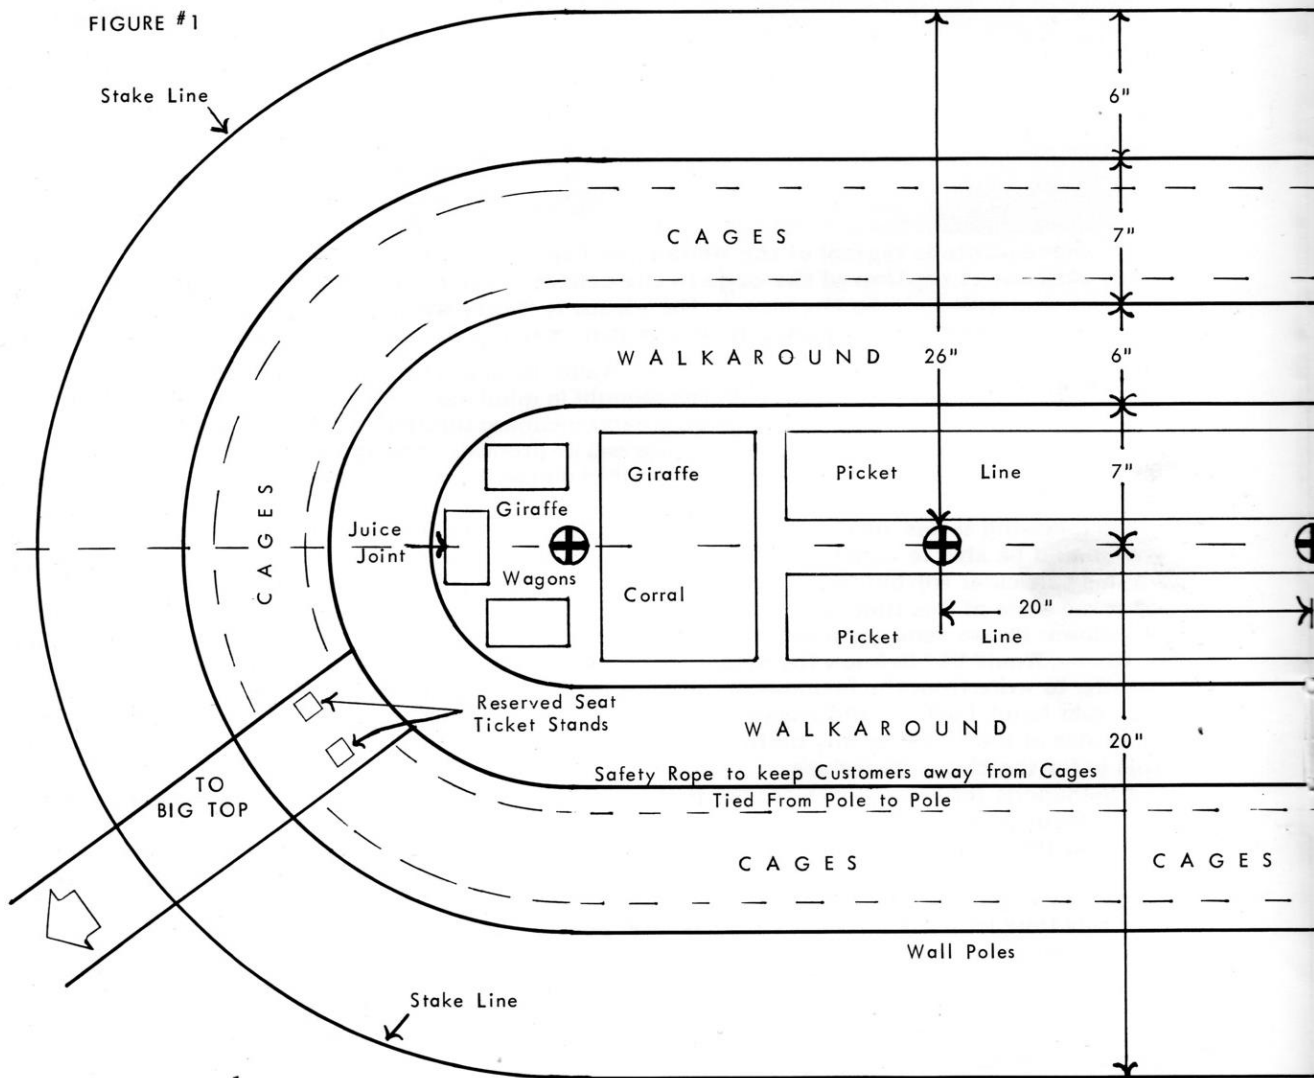 FIGURE #1
Stake Line
6"
CAGES
7"
WALKAROUND
26"
6"
Giraffe
Corral
Picket Line
7"
CAGES
Juice
Joint
Giraffe
Wagons
20"
Picket Line
Reserved Seat
Ticket Stands
WALKAROUND
20"
Safety Rope to keep Customers away from Cages
Tied From Pole to Pole
TO
BIG TOP
CAGES
CAGES
Wall Poles
Stake Line